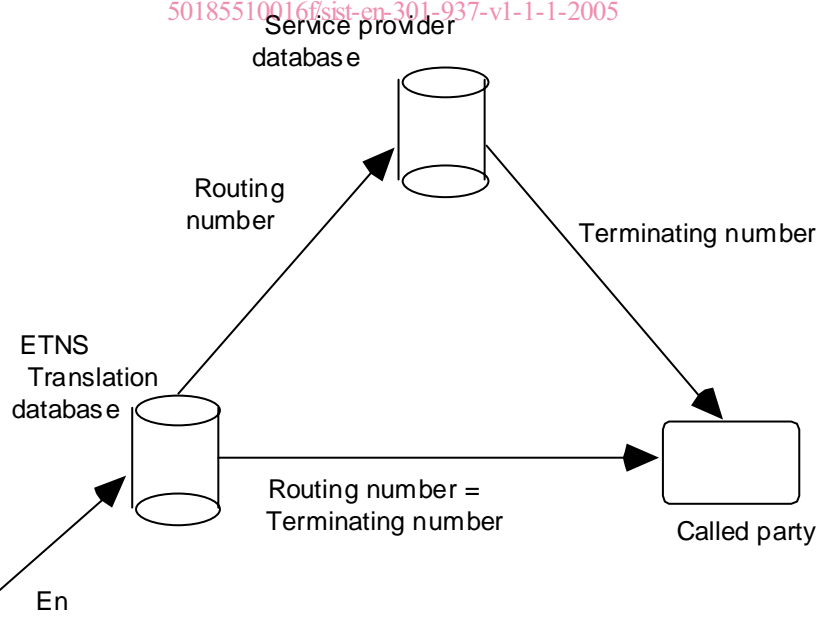 50185510016f/sist-en-301-937-v1-1-1-2005
Service provider
database
Routing
number
Terminating number
ETNS
Translation
database
Routing number =
Terminating number
Called party
En